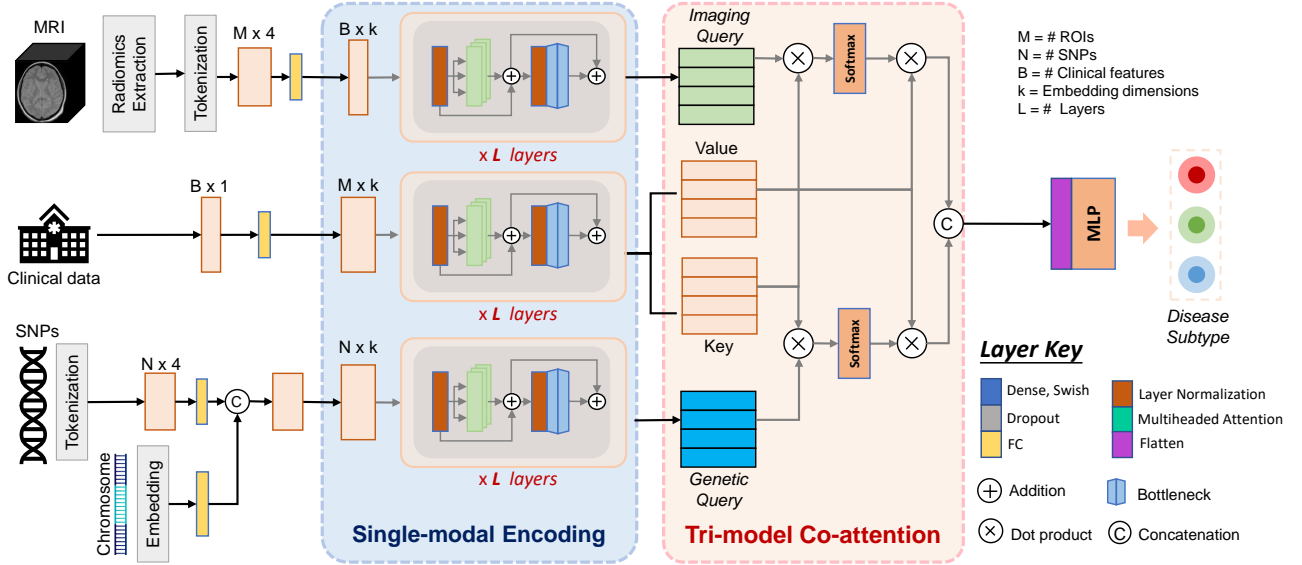 MRI
Radiomics
Extraction
Tokenization
M x 4
B x k
x L layers
Imaging
Query
Softmax
M = # ROIs
N = # SNPs
B = # Clinical features
k = Embedding dimensions
L = # Layers
Clinical data
B x 1
M x k
x L layers
Value
Key
C
MLP
Disease
Subtype
SNPs
Tokenization
N x 4
C
Chromosome
Embedding
N x k
x L layers
Softmax
Genetic
Query
Single-modal Encoding
Tri-model Co-attention
Layer Key
Dense, Swish
Dropout
FC
Layer Normalization
Multiheaded Attention
Flatten
Addition
Bottleneck
Dot product
C
Concatenation